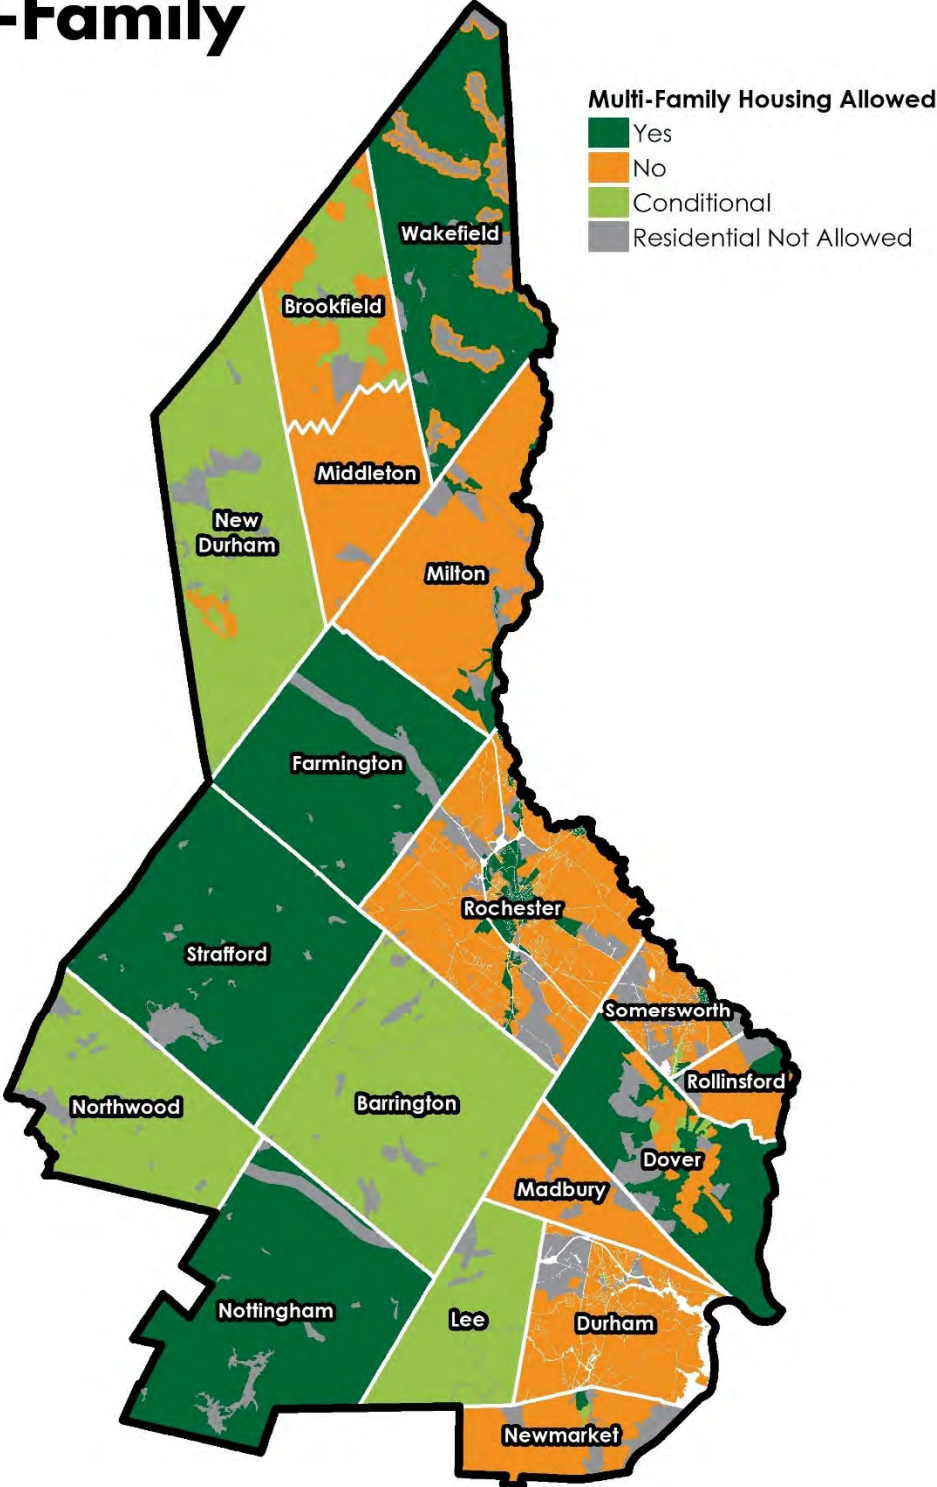 -Family
Multi-Family Housing Allowed
Yes
No
Conditional
Residential Not Allowed
Wakefield
Brookfield
Middleton
New
Durham
Milton
Farmington
Rochester
Strafford
Somersworth
Rollinsford
Northwood
Barrington
Dover
Madbury
Nottingham
Lee
Durham
Newmarket